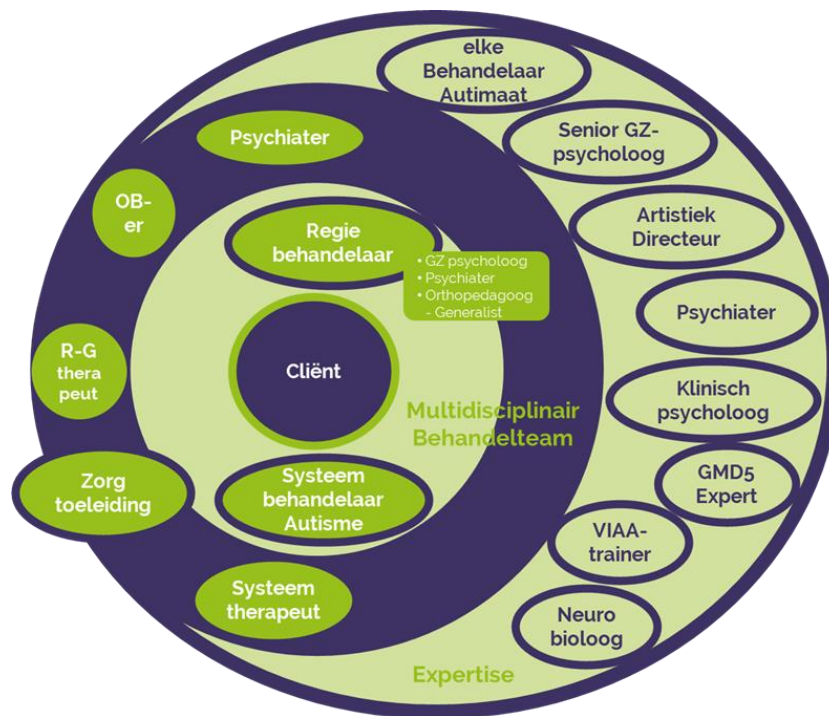 elke
Behandelaar
Autimaat
Senior GZ-
psycholoog
Psychiater
OB-
er
Artistiek
Directeur
Regie
behandelaar
• GZ psycholoog
• Psychiater
• Orthopedagoog
- Generalist
Psychiater
R-G
thera
peut
Cliënt
Klinisch
psycholoog
Multidisciplinair
Behandelteam
Zorg
toeleiding
Systeem
behandelaar
Autisme
GMD5
Expert
VIAA-
trainer
Systeem
therapeut
Neuro
bioloog
Expertise